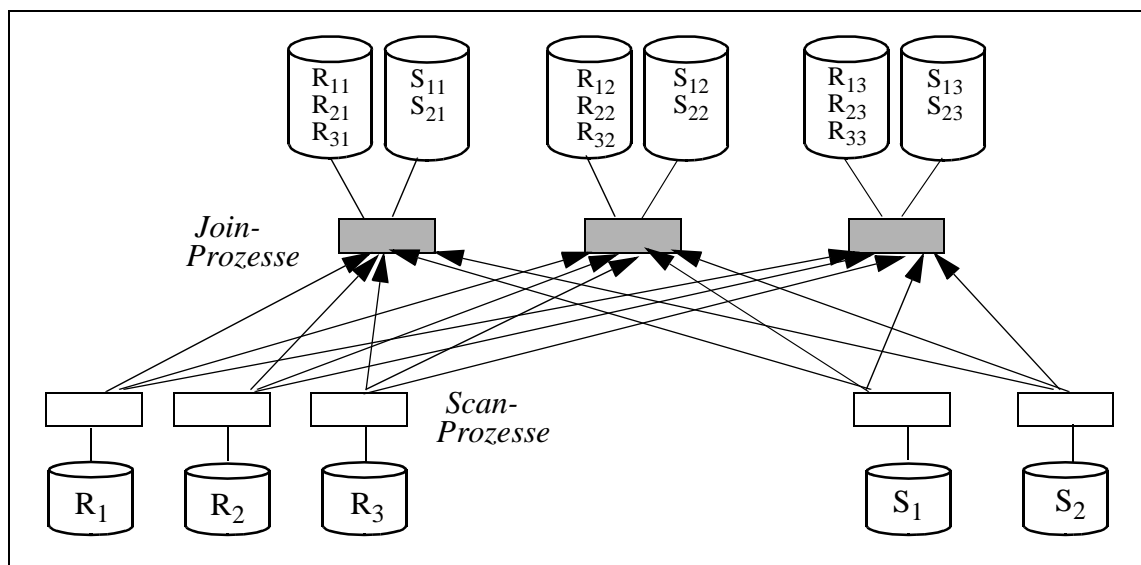 R11
R21
R31
S11
S21
R12
R22
R32
S12
S22
R13
R23
R33
S13
S23
Join-
Prozesse
Scan-
Prozesse
R1
R2
R3
S1
S2